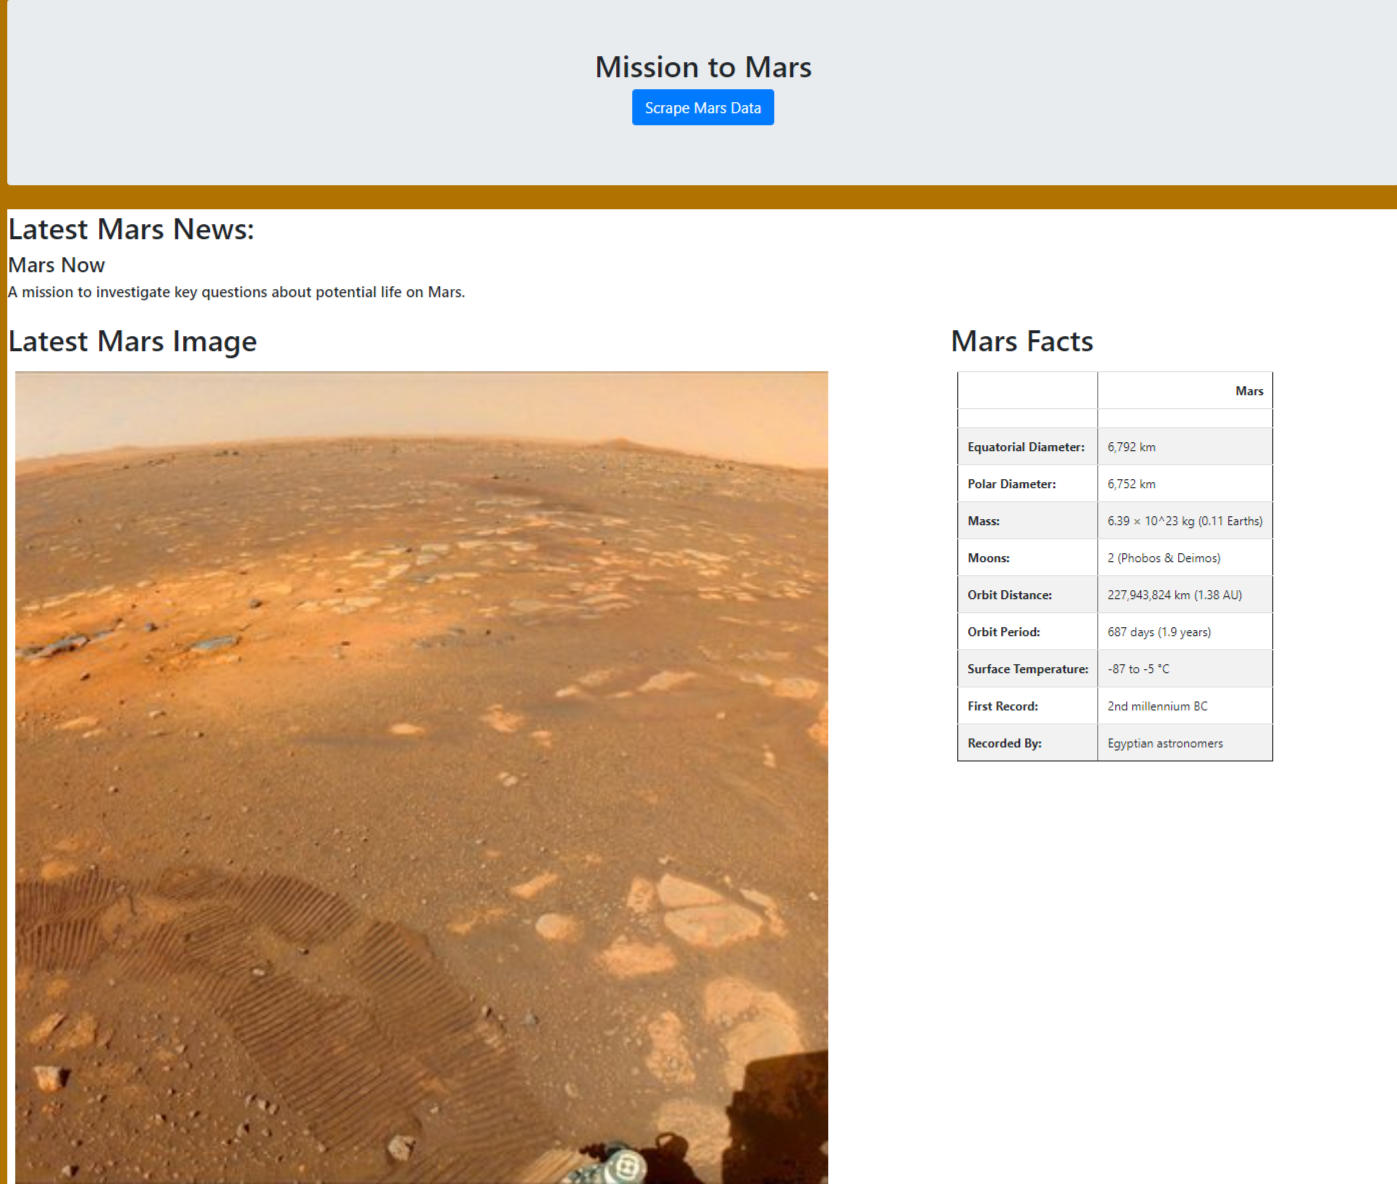 Mission to Mars
Scrape Mars Data
Latest Mars News:
Mars Now
A mission to investigate key questions about potential life on Mars.
Latest Mars Image
Mars Facts
Mars
Equatorial Diameter: 6,792 km
Polar Diameter: 6,752 km
Mass: 6.39 × 10^23 kg (0.11 Earths)
Moons: 2 (Phobos & Deimos)
Orbit Distance: 227,943,824 km (1.38 AU)
Orbit Period: 687 days (1.9 years)
Surface Temperature: -87 to -5 °C
First Record: 2nd millennium BC
Recorded By: Egyptian astronomers